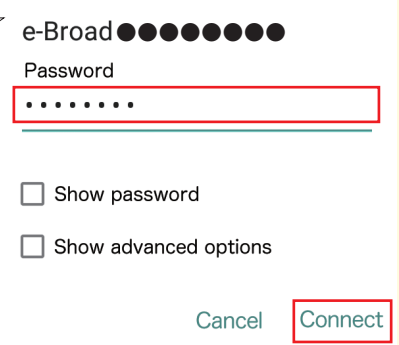 e-Broad●●●●●●●●
Password
••••••••
Show password
Show advanced options
Cancel Connect